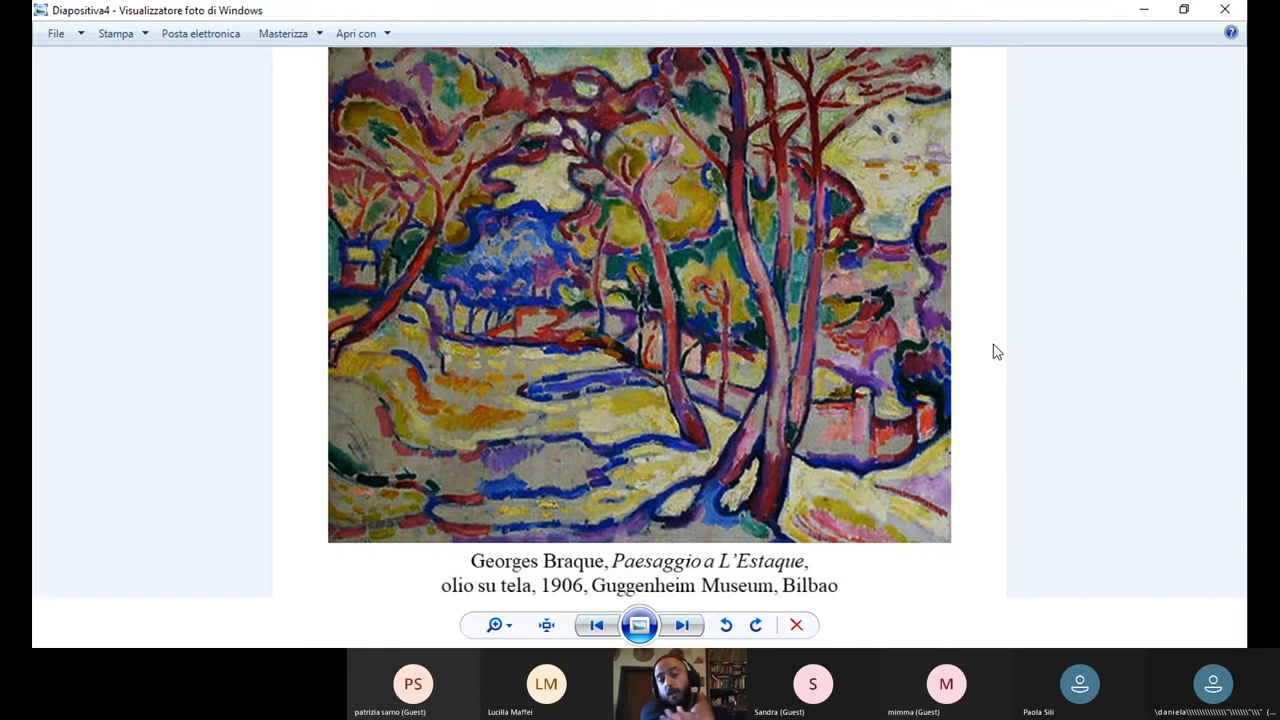 Diapositiva4 - Visualizzatore foto di Windows
File Stampa Posta elettronica Masterizza Apri con
Georges Braque, Paesaggio a L'Estaque,
olio su tela, 1906, Guggenheim Museum, Bilbao
PS LM S M
patrizia sarno (Guest) Lucilla Maffei Sandra (Guest) mimma (Guest) Paola Sili